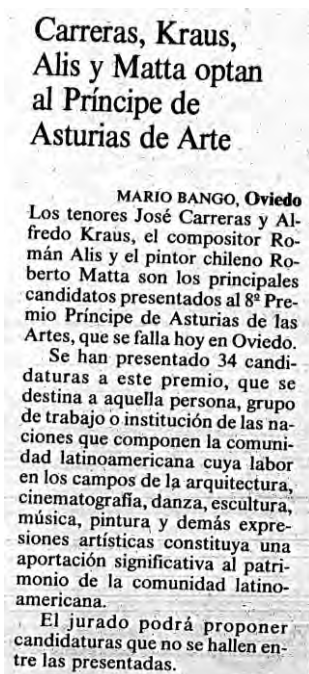 Carreras, Kraus,
Alis y Matta optan
al Príncipe de
Asturias de Arte
MARIO BANGO, Oviedo
Los tenores José Carreras y Al-
fredo Kraus, el compositor Ro-
mán Alis y el pintor chileno Ro-
berto Matta son los principales
candidatos presentados al 8º Pre-
mio Príncipe de Asturias de las
Artes, que se falla hoy en Oviedo.
Se han presentado 34 candi-
daturas a este premio, que se
destina a aquella persona, grupo
de trabajo o institución de las na-
ciones que componen la comuni-
dad latinoamericana cuya labor
en los campos de la arquitectura,
cinematografía, danza, escultura,
música, pintura y demás expre-
siones artísticas constituya una
aportación significativa al patri-
monio de la comunidad latino-
americana.
El jurado podrá proponer
candidaturas que no se hallen en-
tre las presentadas.